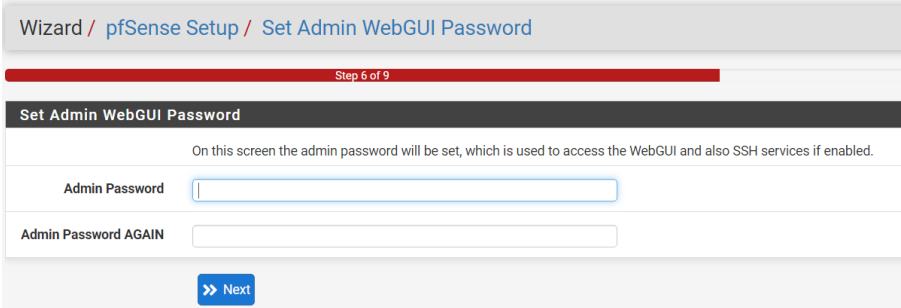 Wizard / pfSense Setup / Set Admin WebGUI Password
Step 6 of 9
Set Admin WebGUI Password
On this screen the admin password will be set, which is used to access the WebGUI and also SSH services if enabled.
Admin Password
Admin Password AGAIN
Next